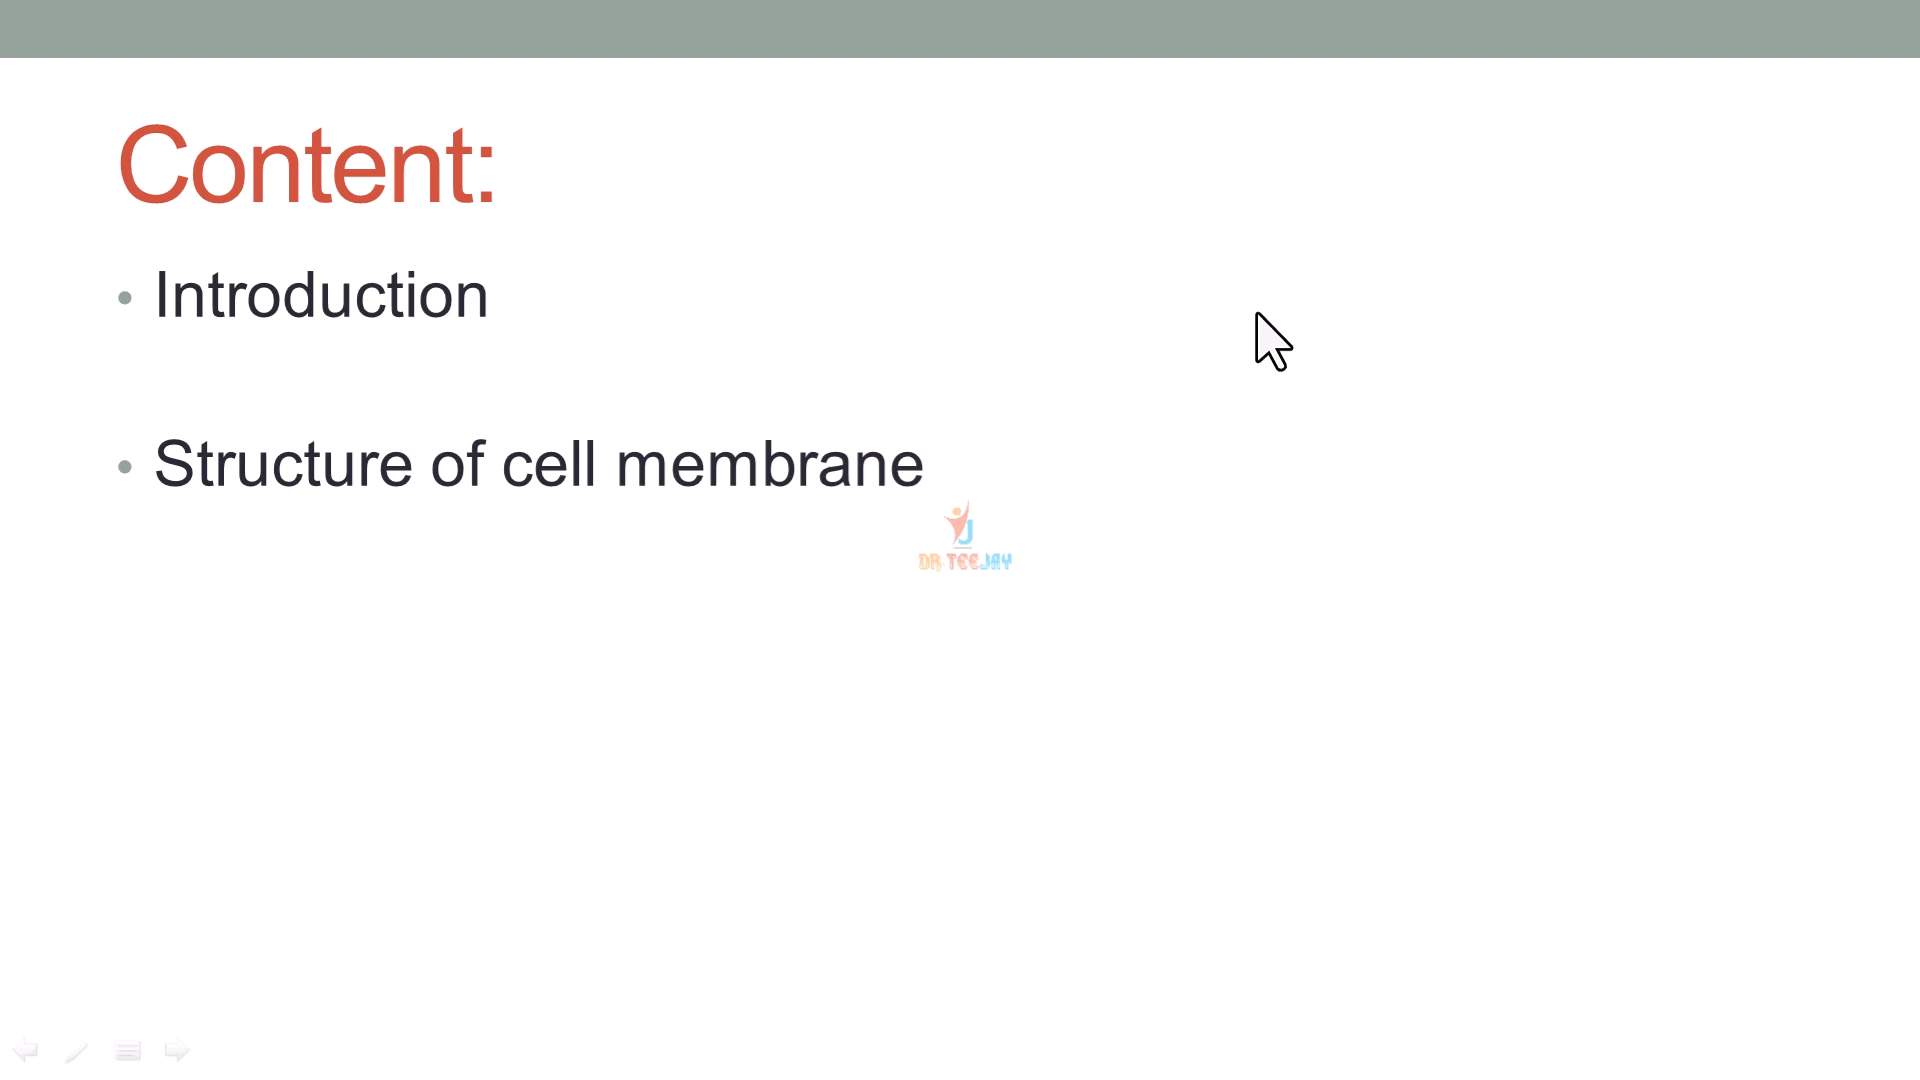 Content:
• Introduction
• Structure of cell membrane
J
DR TEEJAY